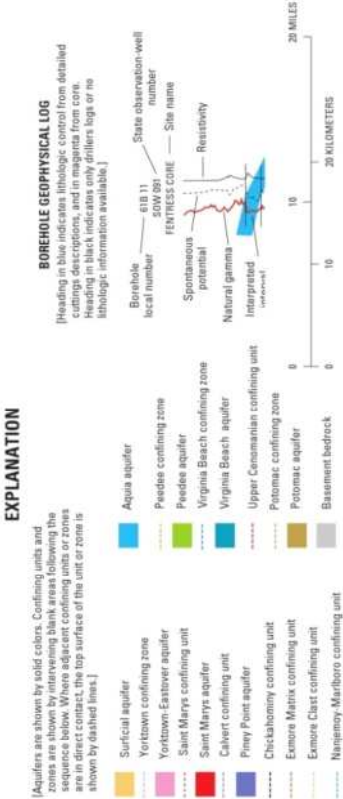 EXPLANATION
[Aquifers are shown by solid colors. Confining units and
zones are shown by intervening blank areas following the
sequence below. Where adjacent confining units or zones
are in direct contact, the top surface of the unit or zone is
shown by dashed lines.]
Surficial aquifer
Yorktown confining zone
Yorktown-Eastover aquifer
Saint Marys confining unit
Saint Marys aquifer
Calvert confining unit
Piney Point aquifer
Chickahominy confining unit
Exmore Matrix confining unit
Exmore Clast confining unit
Nanjemoy-Marlboro confining unit
Aquia aquifer
Peedee confining zone
Peedee aquifer
Virginia Beach confining zone
Virginia Beach aquifer
Upper Cenomanian confining unit
Potomac confining zone
Potomac aquifer
Basement bedrock
BOREHOLE GEOPHYSICAL LOG
[Heading in blue indicates lithologic control from detailed
cuttings descriptions, and in magenta from core.
Heading in black indicates only drillers logs or no
lithologic information available.]
Borehole
local number
61B 11
SOW 091
FENTRESS CORE
State observation-well
number
Site name
Spontaneous
potential
Resistivity
Natural gamma
Interpreted
interval
0
10
20 MILES
0
10
20 KILOMETERS